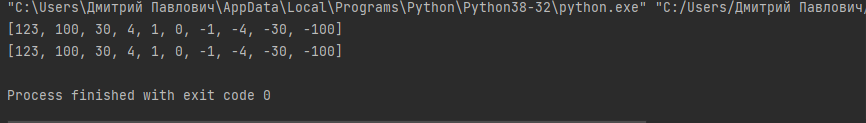 "C:\Users\Дмитрий Павлович\AppData\Local\Programs\Python\Python38-32\python.exe" "C:/Users/Дмитрий Павлович/
[123, 100, 30, 4, 1, 0, -1, -4, -30, -100]
[123, 100, 30, 4, 1, 0, -1, -4, -30, -100]
Process finished with exit code 0